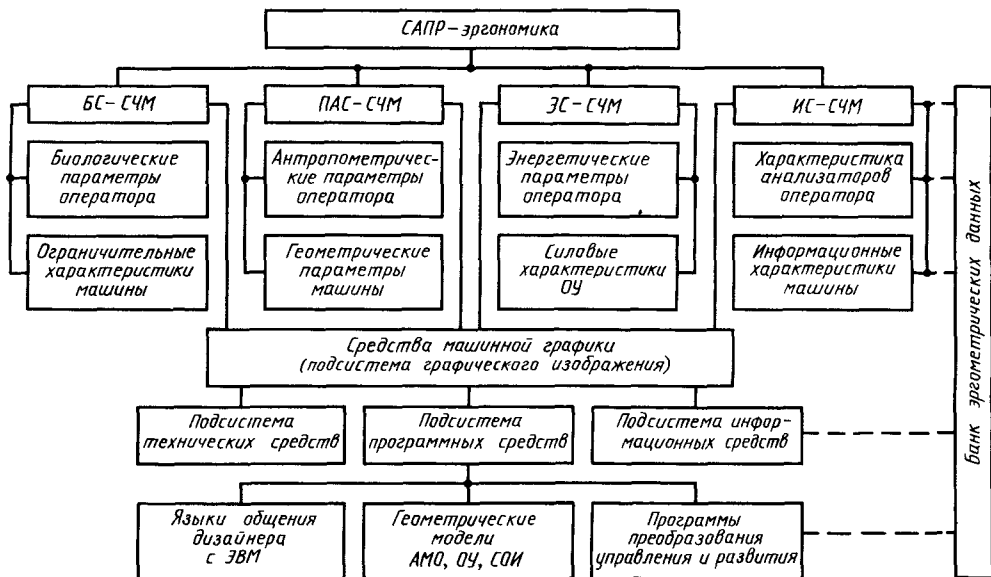 САПР-эргономика
БС-СЧМ
ПАС-СЧМ
ЭС-СЧМ
ИС-СЧМ
Биологические
параметры
оператора
Антропометричес-
кие параметры
оператора
Энергетические
параметры
оператора
Характеристика
анализаторов
оператора
Ограничительные
характеристики
машины
Геометрические
параметры
машины
Силовые
характеристики
ОУ
Информационные
характеристики
машины
Банк эргометрических данных
Средства машинной графики
(подсистема графического изображения)
Подсистема
технических средств
Подсистема
программных средств
Подсистема инфор-
мационных средств
Языки общения
дизайнера
с ЭВМ
Геометрические
модели
АМО, ОУ, СОИ
Программы
преобразования
управления и развития